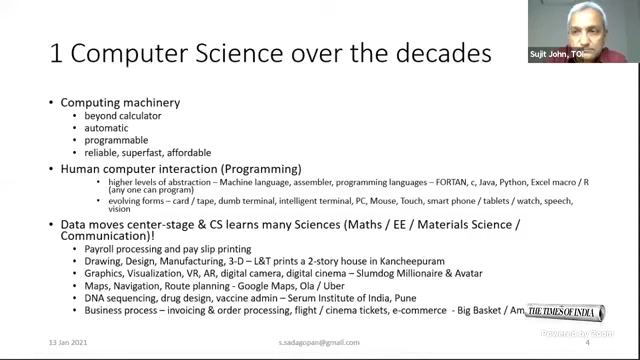 1 Computer Science over the decades
Sujit John, TOI
• Computing machinery
• beyond calculator
• automatic
• programmable
• reliable, superfast, affordable
• Human computer interaction (Programming)
• higher levels of abstraction – Machine language, assembler, programming languages – FORTAN, c, Java, Python, Excel macro / R
(any one can program)
• evolving forms – card / tape, dumb terminal, intelligent terminal, PC, Mouse, Touch, smart phone / tablets / watch, speech,
vision
• Data moves center-stage & CS learns many Sciences (Maths / EE / Materials Science /
Communication)!
• Payroll processing and pay slip printing
• Drawing, Design, Manufacturing, 3-D – L&T prints a 2-story house in Kancheepuram
• Graphics, Visualization, VR, AR, digital camera, digital cinema – Slumdog Millionaire & Avatar
• Maps, Navigation, Route planning - Google Maps, Ola / Uber
• DNA sequencing, drug design, vaccine admin – Serum Institute of India, Pune
• Business process – invoicing & order processing, flight / cinema tickets, e-commerce - Big Basket /
THE TIMES OF INDIA
Powered by Zoom
13 Jan 2021
s.sadagopan@gmail.com
4